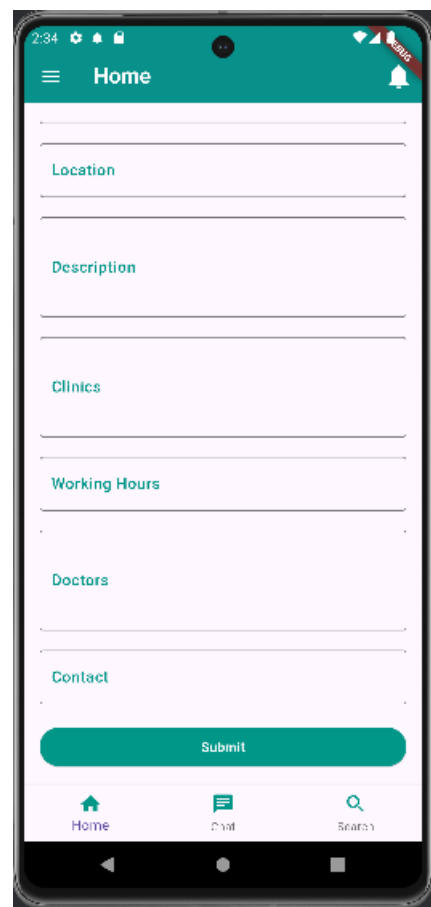 2:34
DEBUG
Home
Location
Description
Clinics
Working Hours
Doctors
Contact
Submit
Home
Chat
Search